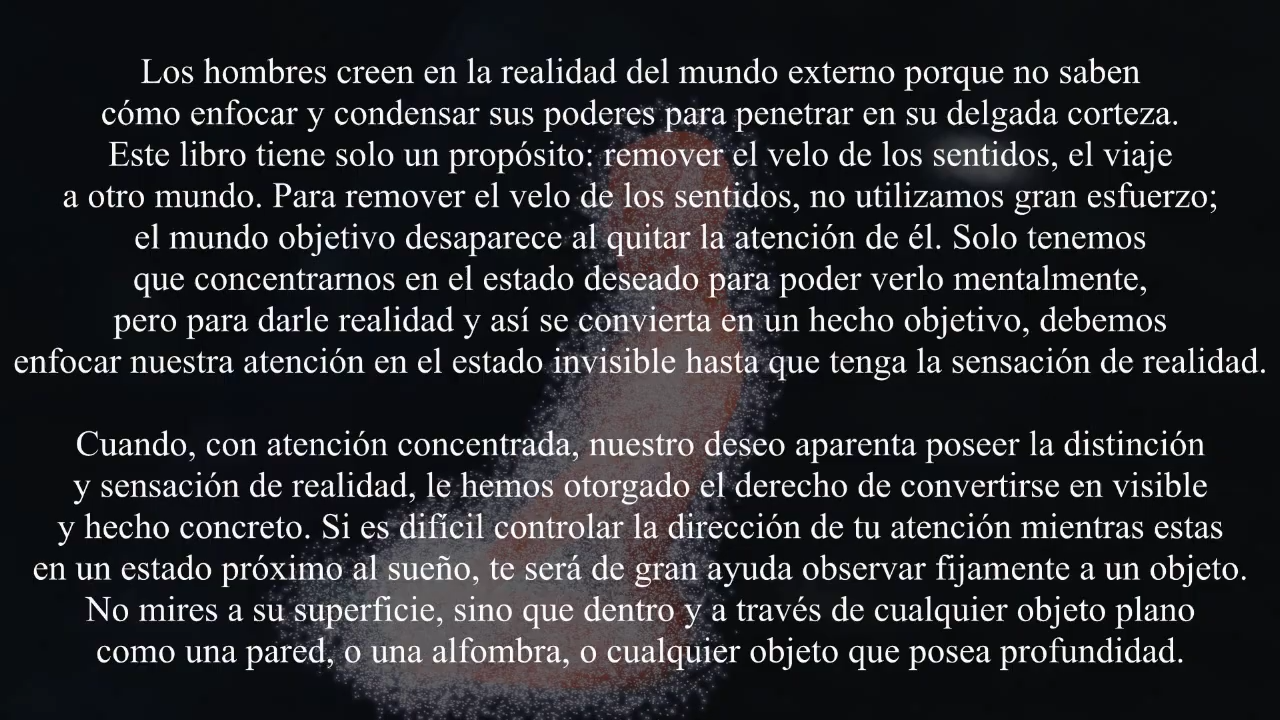 Los hombres creen en la realidad del mundo externo porque no saben
cómo enfocar y condensar sus poderes para penetrar en su delgada corteza.
Este libro tiene solo un propósito: remover el velo de los sentidos, el viaje
a otro mundo. Para remover el velo de los sentidos, no utilizamos gran esfuerzo;
el mundo objetivo desaparece al quitar la atención de él. Solo tenemos
que concentrarnos en el estado deseado para poder verlo mentalmente,
pero para darle realidad y así se convierta en un hecho objetivo, debemos
enfocar nuestra atención en el estado invisible hasta que tenga la sensación de realidad.
Cuando, con atención concentrada, nuestro deseo aparenta poseer la distinción
y sensación de realidad, le hemos otorgado el derecho de convertirse en visible
y hecho concreto. Si es difícil controlar la dirección de tu atención mientras estas
en un estado próximo al sueño, te será de gran ayuda observar fijamente a un objeto.
No mires a su superficie, sino que dentro y a través de cualquier objeto plano
como una pared, o una alfombra, o cualquier objeto que posea profundidad.